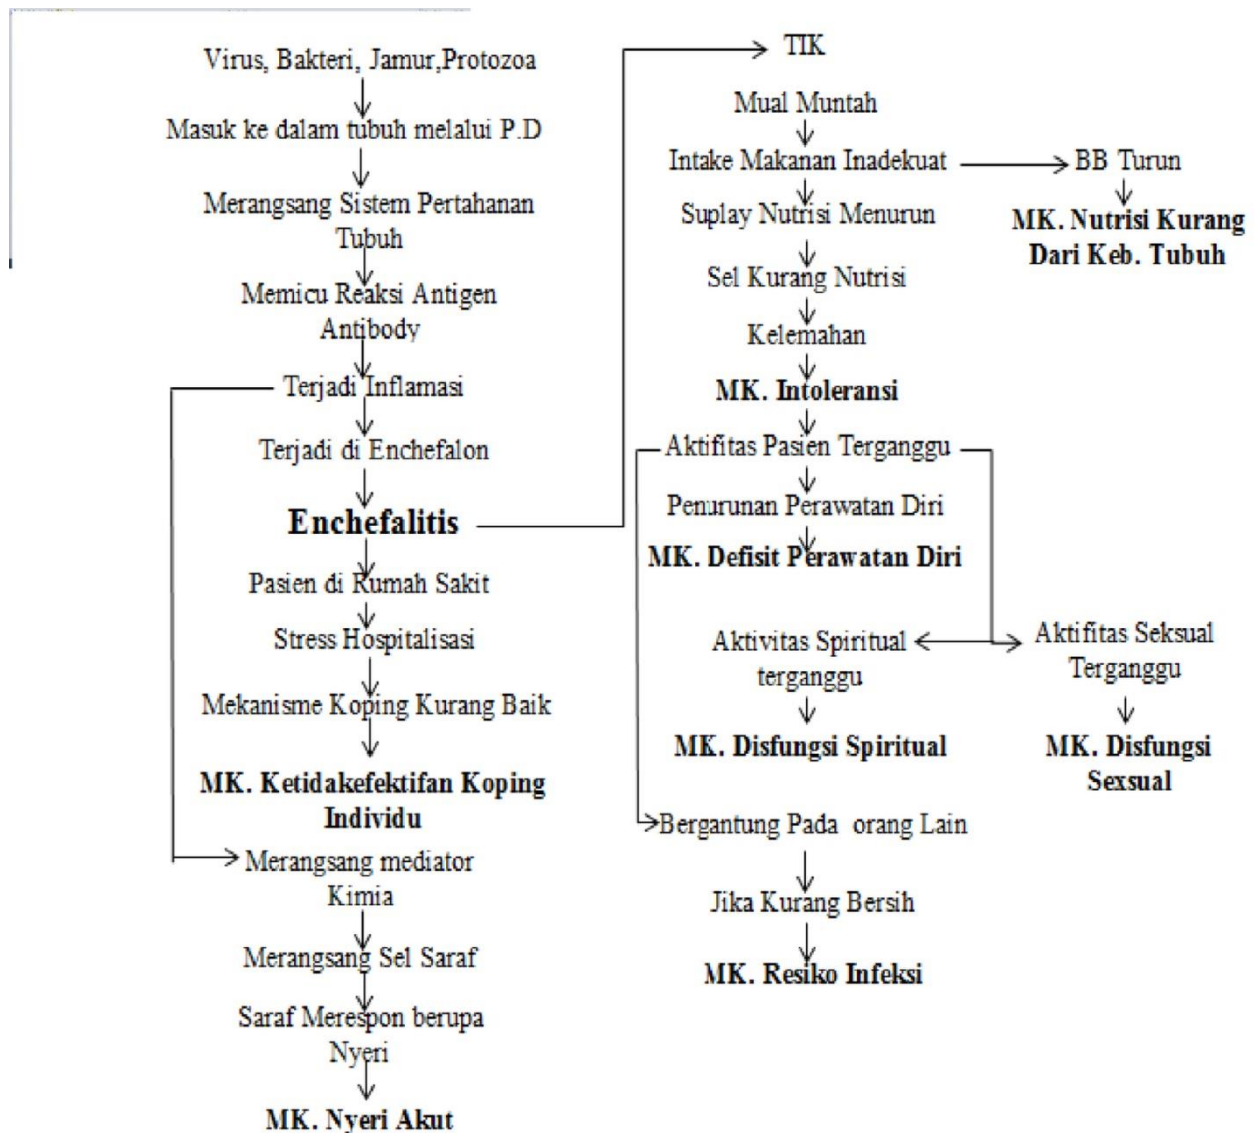 Virus, Bakteri, Jamur,Protozoa
Masuk ke dalam tubuh melalui P.D
Merangsang Sistem Pertahanan
Tubuh
Memicu Reaksi Antigen
Antibody
Terjadi Inflamasi
Terjadi di Enchefalon
Enchefalitis
Pasien di Rumah Sakit
Stress Hospitalisasi
Mekanisme Koping Kurang Baik
MK. Ketidakefektifan Koping
Individu
Merangsang mediator
Kimia
Merangsang Sel Saraf
Saraf Merespon berupa
Nyeri
MK. Nyeri Akut
TIK
Mual Muntah
Intake Makanan Inadekuat
BB Turun
MK. Nutrisi Kurang
Dari Keb. Tubuh
Suplay Nutrisi Menurun
Sel Kurang Nutrisi
Kelemahan
MK. Intoleransi
Aktifitas Pasien Terganggu
Penurunan Perawatan Diri
MK. Defisit Perawatan Diri
Aktivitas Spiritual
terganggu
MK. Disfungsi Spiritual
Aktifitas Seksual
Terganggu
MK. Disfungsi
Sexsual
Bergantung Pada orang Lain
Jika Kurang Bersih
MK. Resiko Infeksi